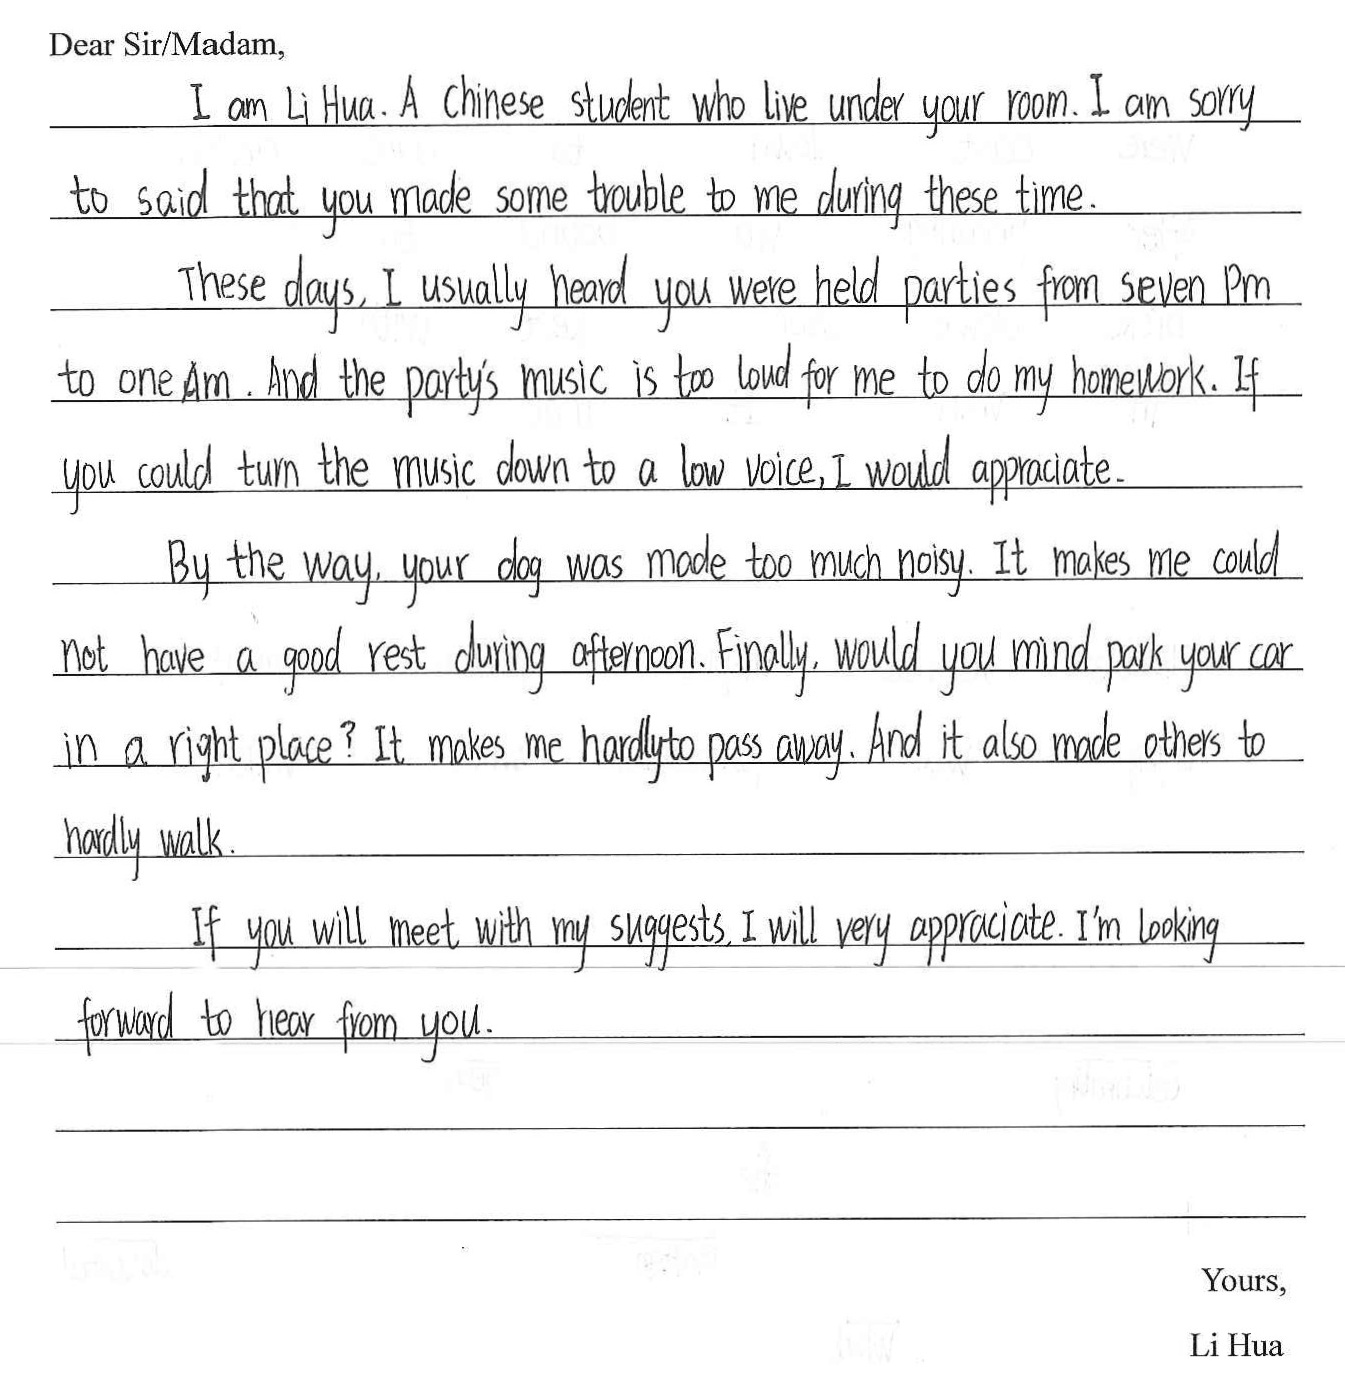 Dear Sir/Madam,
I am Li Hua. A Chinese student who live under your room. I am sorry
to said that you made some trouble to me during these time.
These days, I usually heard you were held parties from seven Pm
to one Am. And the party's music is too loud for me to do my homework. If
you could turn the music down to a low voice, I would appraciate.
By the way, your dog was made too much noisy. It makes me could
not have a good rest during afternoon. Finally, would you mind park your car
in a right place? It makes me hardly to pass away. And it also made others to
hardly walk.
If you will meet with my suggests, I will very appraciate. I'm looking
forward to hear from you.
Yours,
Li Hua